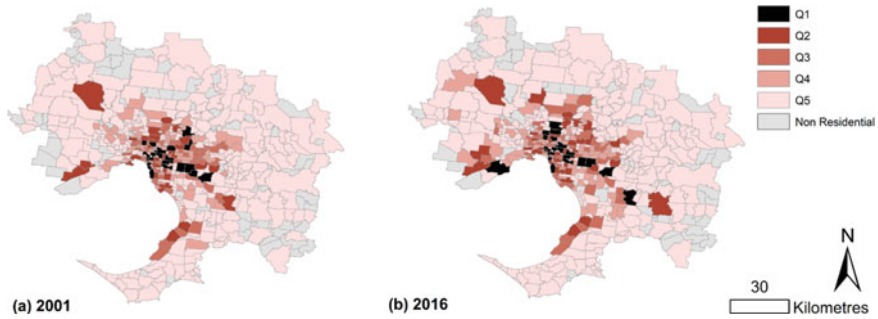 Q1
Q2
Q3
Q4
Q5
Non Residential
N
30
Kilometres
(a) 2001
(b) 2016